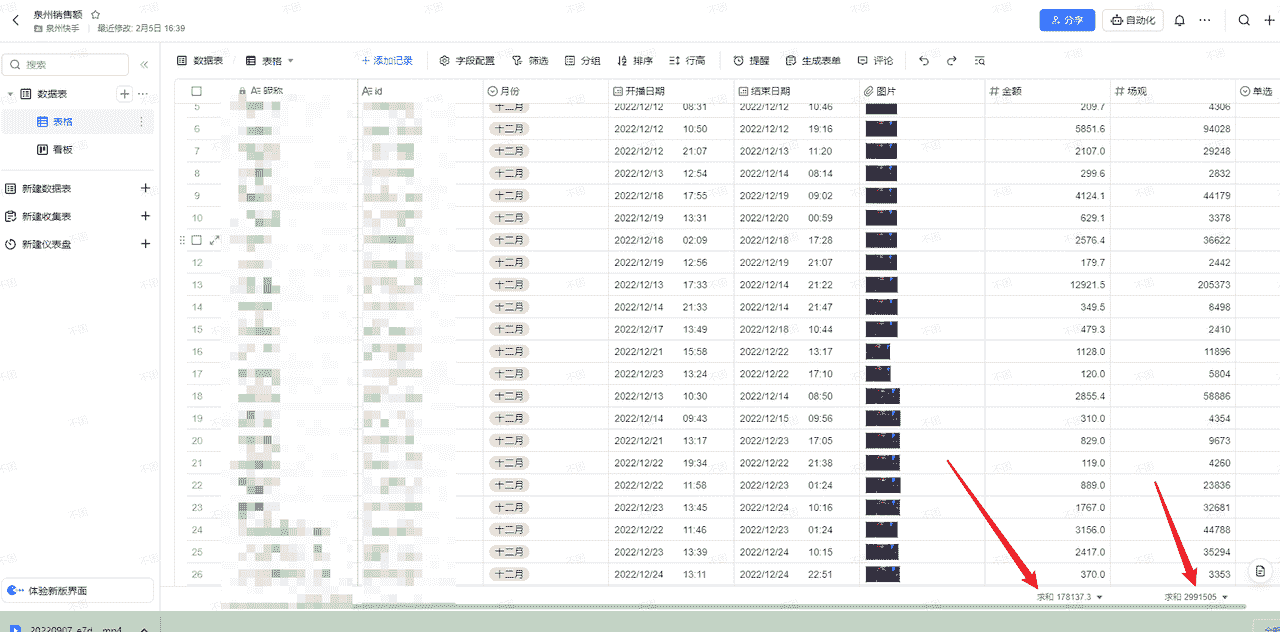 泉州销售额
泉州快手 最近修改: 2月5日 16:39
分享 自动化
搜索
数据表 表格 添加记录 字段配置 筛选 分组 排序 行高 提醒 生成表单 评论
数据表
表格
看板
新建数据表
新建收集表
新建仪表盘
昵称 id 月份 开播日期 结束日期 图片 金额 场观 单选
5 十二月 2022/12/12 08:31 2022/12/12 10:46 209.7 4306
6 十二月 2022/12/12 10:50 2022/12/12 19:16 5851.6 94028
7 十二月 2022/12/12 21:07 2022/12/13 11:20 2107.0 29248
8 十二月 2022/12/13 12:54 2022/12/14 08:14 299.6 2832
9 十二月 2022/12/18 17:55 2022/12/19 09:02 4124.1 44179
10 十二月 2022/12/19 13:31 2022/12/20 00:59 629.1 3378
十二月 2022/12/18 02:09 2022/12/18 17:28 2576.4 36622
12 十二月 2022/12/19 12:56 2022/12/19 21:07 179.7 2442
13 十二月 2022/12/13 17:33 2022/12/14 21:22 12921.5 205373
14 十二月 2022/12/14 21:33 2022/12/14 21:47 349.5 8498
15 十二月 2022/12/17 13:49 2022/12/18 10:44 479.3 2410
16 十二月 2022/12/21 15:58 2022/12/22 13:17 1128.0 11896
17 十二月 2022/12/23 13:24 2022/12/22 17:10 120.0 5804
18 十二月 2022/12/13 10:30 2022/12/14 08:50 2855.4 58886
19 十二月 2022/12/14 09:43 2022/12/15 06:56 310.0 4354
20 十二月 2022/12/21 13:17 2022/12/23 17:05 829.0 9673
21 十二月 2022/12/21 19:34 2022/12/22 21:38 119.0 4260
22 十二月 2022/12/22 11:58 2022/12/23 01:24 889.0 23836
23 十二月 2022/12/23 13:45 2022/12/24 10:16 1767.0 32681
24 十二月 2022/12/22 11:46 2022/12/23 01:24 3156.0 44788
25 十二月 2022/12/23 13:39 2022/12/24 10:15 2417.0 35294
26 十二月 2022/12/24 13:11 2022/12/24 22:51 370.0 3353
体验新版界面
求和 178137.3 求和 2991505
20220907_e7d....mp4